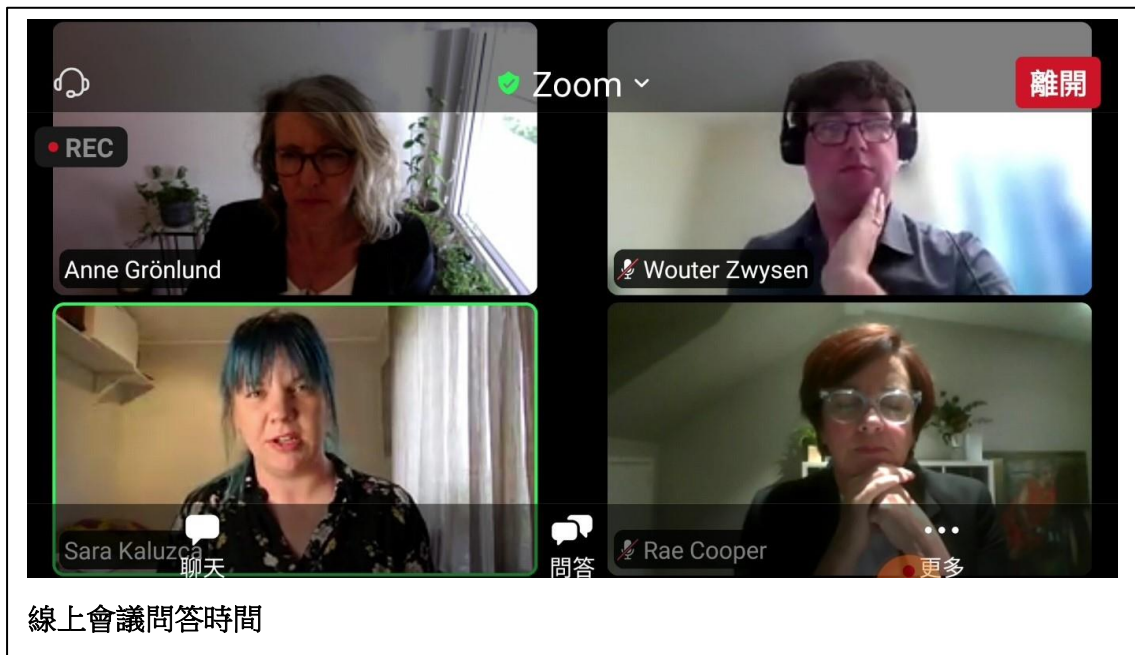 Zoom
離開
REC
Anne Grönlund
Wouter Zwysen
Sara Kaluzca
Rae Cooper
聊天
問答
更多
線上會議問答時間